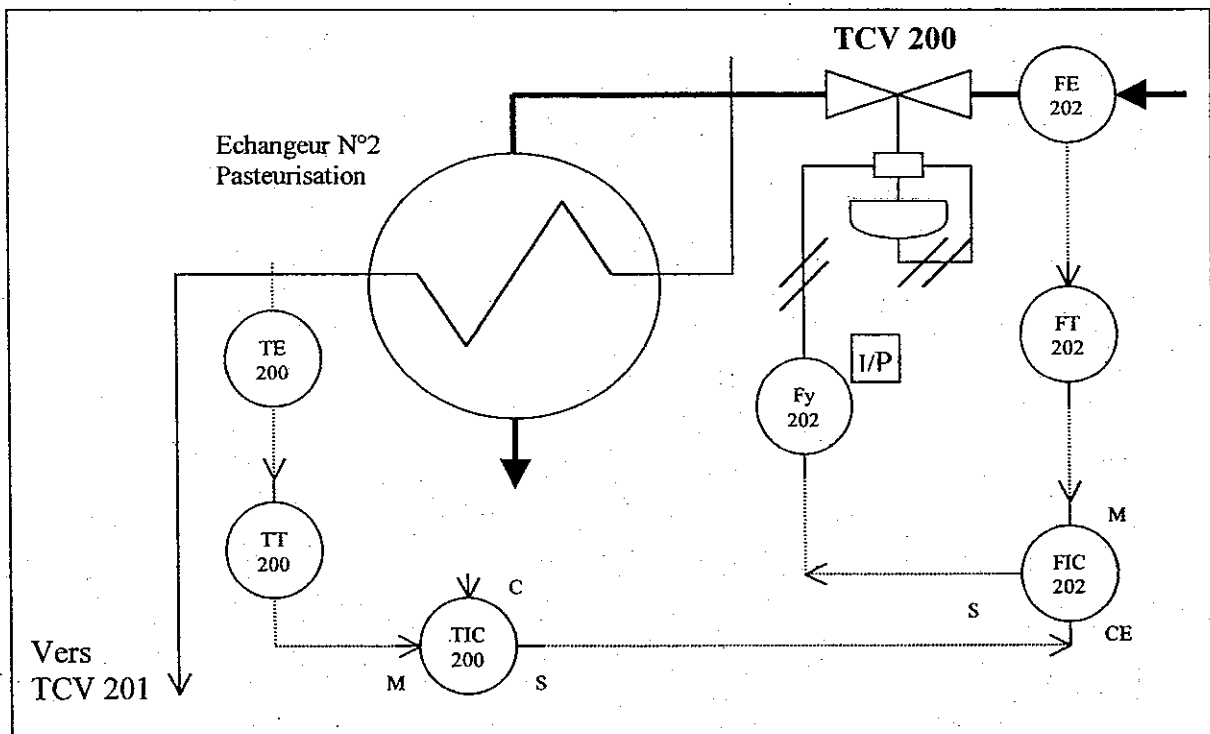 TCV 200
FE
202
Echangeur N°2
Pasteurisation
TE
200
I/P
FT
202
Fy
202
TT
200
M
C
TIC
200
FIC
202
S
CE
M
S
Vers
TCV 201